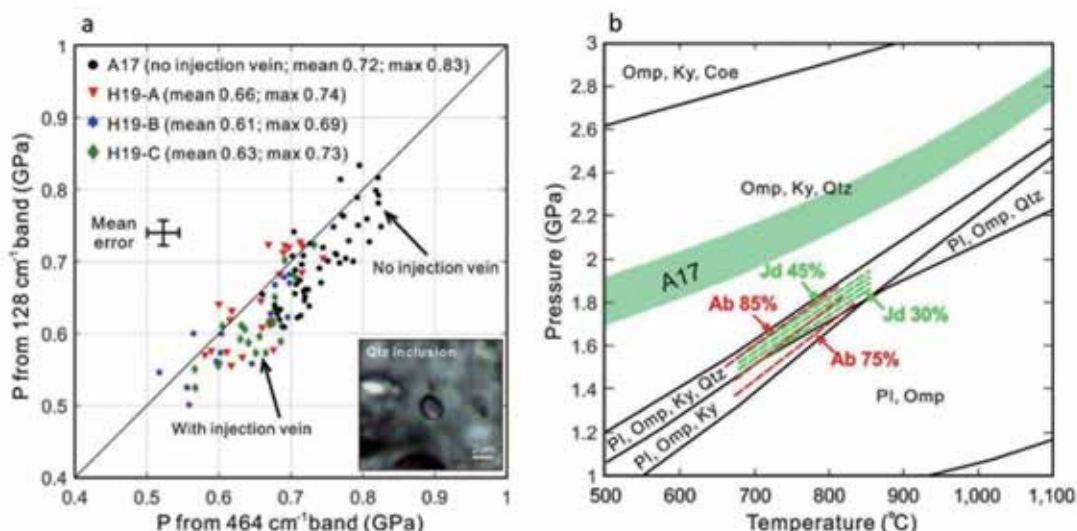 a
1
A17 (no injection vein; mean 0.72; max 0.83)
H19-A (mean 0.66; max 0.74)
0.9
H19-B (mean 0.61; max 0.69)
H19-C (mean 0.63; max 0.73)
0.8
Mean
error
0.7
No injection vein
0.6
Qtz inclusion
0.5
With injection vein
2μm
0.4
0.4 0.5 0.6 0.7 0.8 0.9 1
P from 464 cm⁻¹band (GPa)
P from 128 cm⁻¹band (GPa)
b
3
Omp, Ky, Coe
2.8
2.6
2.4
2.2
Omp, Ky, Qtz
Pl, Omp, Qtz
2
A17
Jd 45%
1.8
Ab 85%
Jd 30%
1.6
Ab 75%
1.4
Pl, Omp
1.2
Pl, Omp, Ky, Qtz
Pl, Omp, Ky
1
500 600 700 800 900 1,000 1,100
Temperature (℃)
Pressure (GPa)